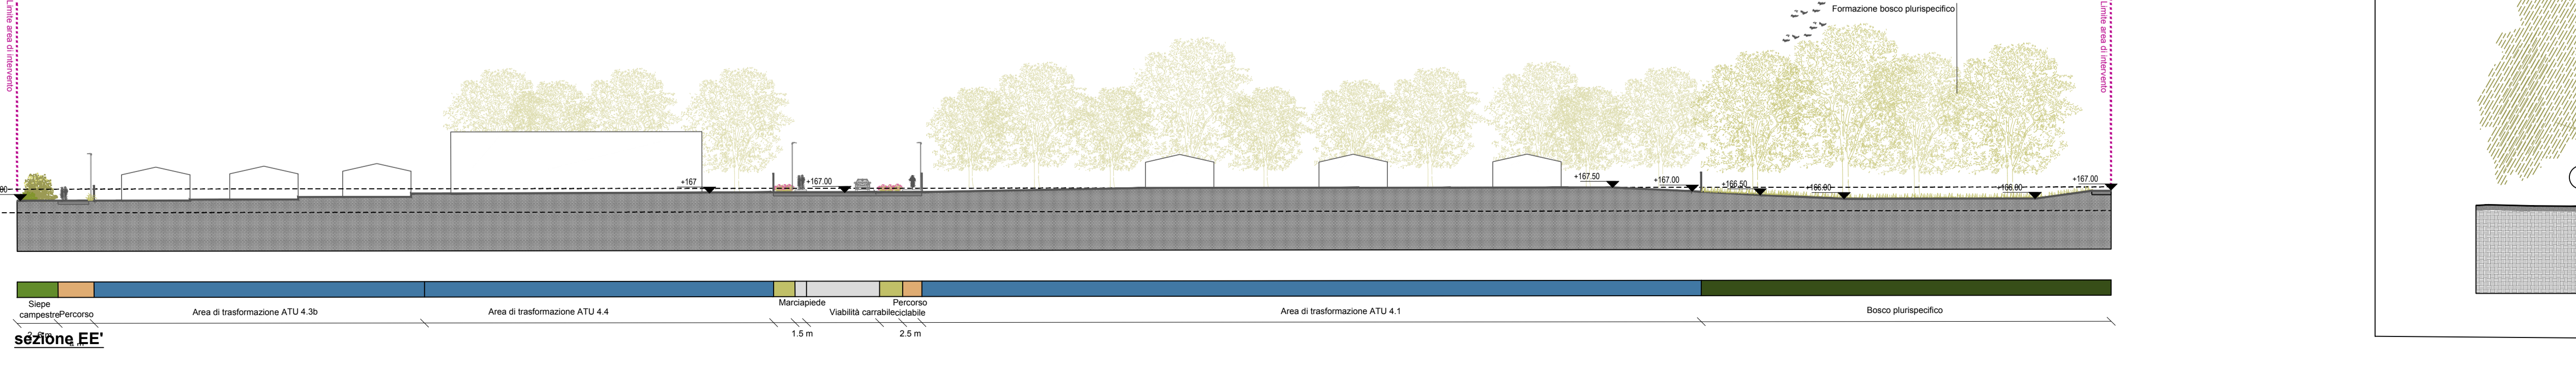 Limite area di intervento
Formazione bosco plurispecifico
Limite area di intervento
00
+167
+167.00
+167.50
+167.00
+166.50
+166.00
+166.00
+167.00
Siepe
campestre
Percorso
Area di trasformazione ATU 4.3b
Area di trasformazione ATU 4.4
Marciapiede
Viabilità carrabile
Percorso
ciclabile
Area di trasformazione ATU 4.1
Bosco plurispecifico
1.5 m
2.5 m
sezione EE'